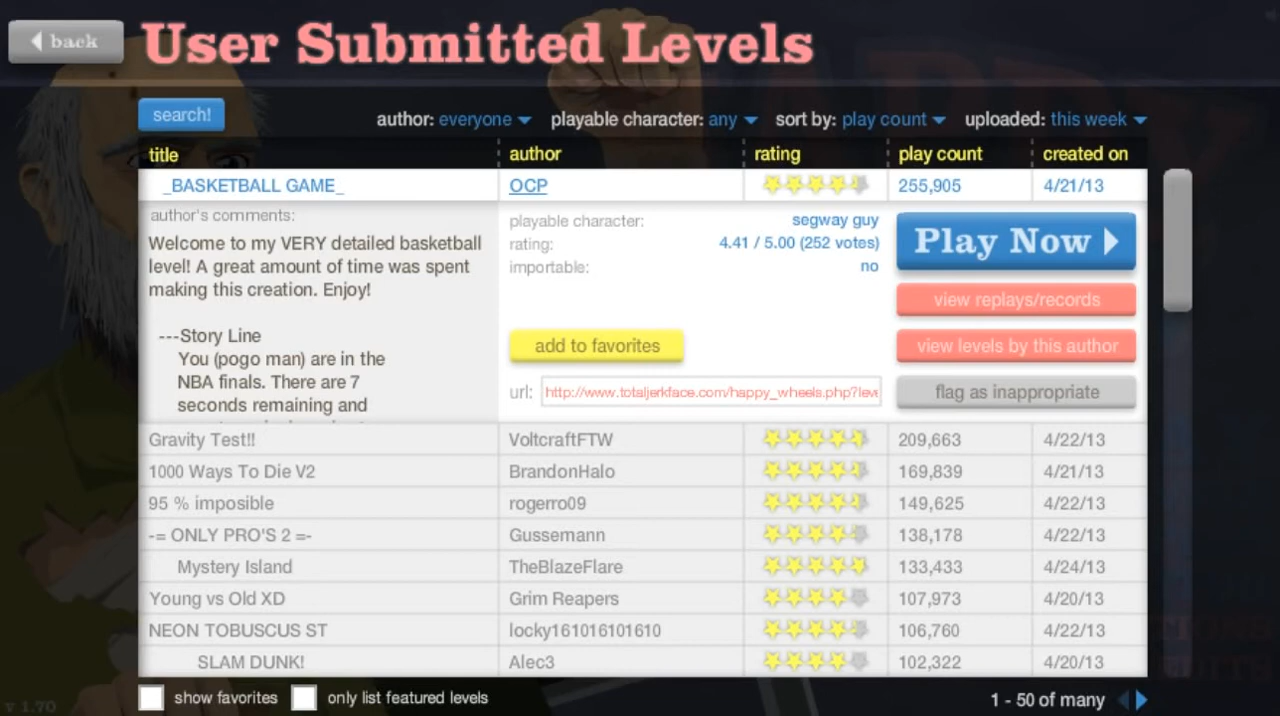 back
User Submitted Levels
search!
author: everyone playable character: any sort by: play count uploaded: this week
title author rating play count created on
_BASKETBALL GAME_ OCP 255,905 4/21/13
author's comments:
Welcome to my VERY detailed basketball
level! A great amount of time was spent
making this creation. Enjoy!
---Story Line
You (pogo man) are in the
NBA finals. There are 7
seconds remaining and
playable character: segway guy
rating: 4.41 / 5.00 (252 votes)
importable: no
add to favorites
url: http://www.totaljerkface.com/happy_wheels.php?leve
Play Now
view replays/records
view levels by this author
flag as inappropriate
Gravity Test!! VoltcraftFTW 209,663 4/22/13
1000 Ways To Die V2 BrandonHalo 169,839 4/21/13
95 % imposible rogerro09 149,625 4/22/13
-= ONLY PRO'S 2 =- Gussemann 138,178 4/22/13
Mystery Island TheBlazeFlare 133,433 4/24/13
Young vs Old XD Grim Reapers 107,973 4/20/13
NEON TOBUSCUS ST locky161016101610 106,760 4/22/13
SLAM DUNK! Alec3 102,322 4/20/13
show favorites only list featured levels 1 - 50 of many
v 1.70